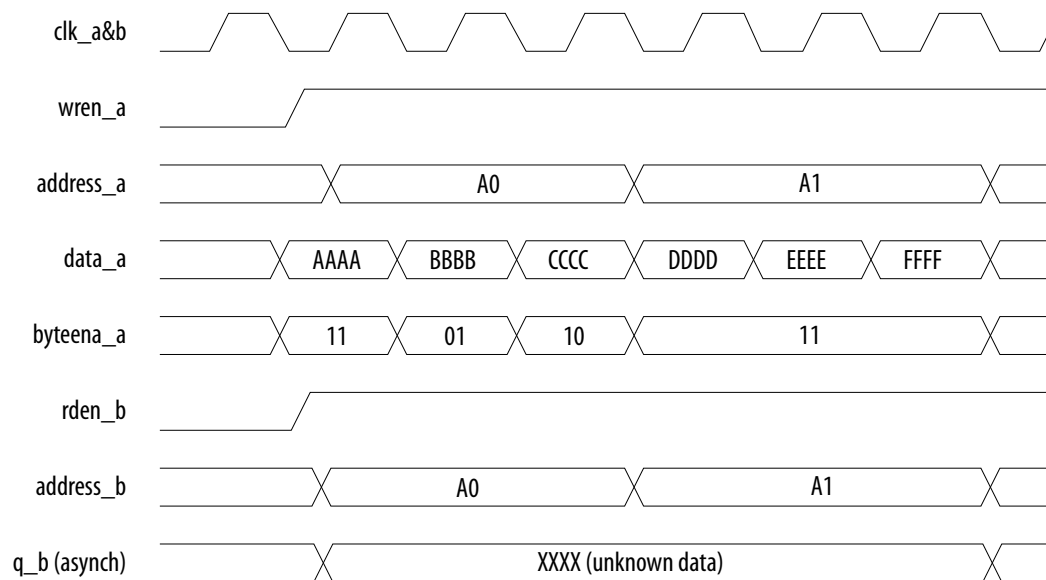 clk_a&b
wren_a
address_a A0 A1
data_a AAAA BBBB CCCC DDDD EEEE FFFF
byteena_a 11 01 10 11
rden_b
address_b A0 A1
q_b (asynch) XXXX (unknown data)